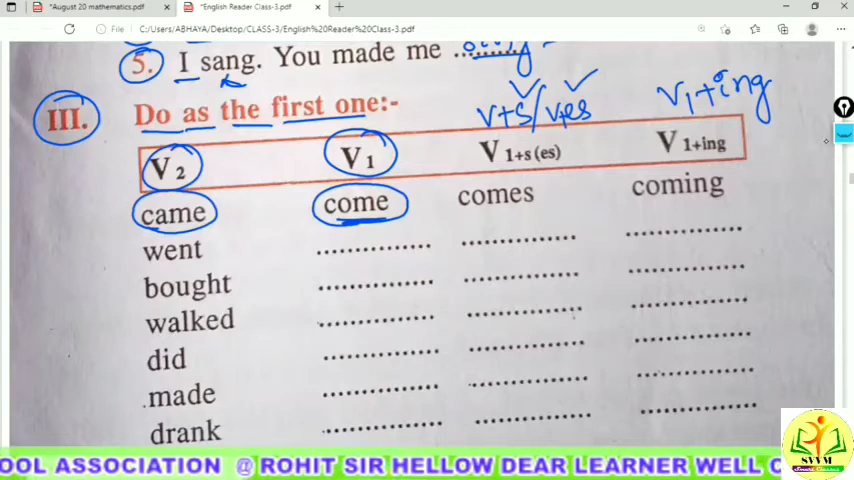 *August 20 mathematics.pdf
*English Reader Class-3.pdf
File C:/Users/ABHAYA/Desktop/CLASS-3/English%20Reader%20Class-3.pdf
5. I sang. You made me ..........
V+S/V+es V1+ing
III. Do as the first one:-
V2 V1 V1+s(es) V1+ing
came come comes coming
went .................... .................... ....................
bought .................... .................... ....................
walked .................... .................... ....................
did .................... .................... ....................
made .................... .................... ....................
drank .................... .................... ....................
OOL ASSOCIATION @ ROHIT SIR HELLOW DEAR LEARNER WELL C
SVVM
Smart Classes